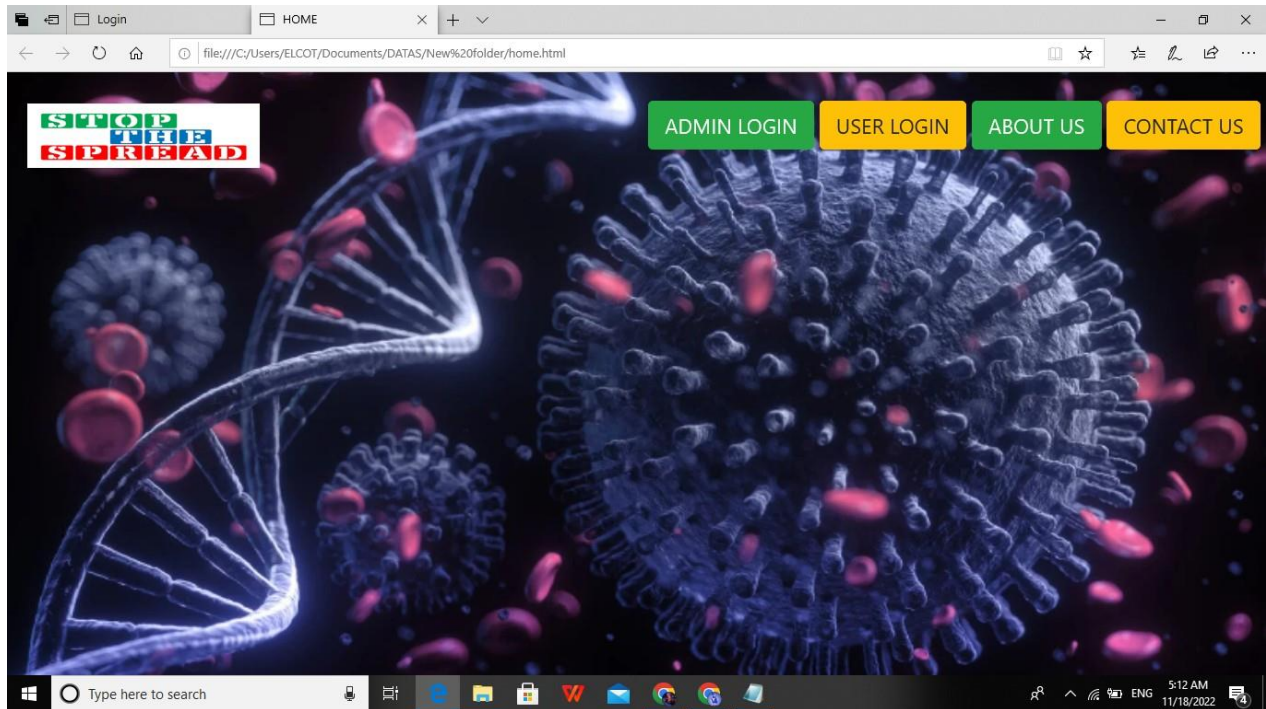 Login
HOME
file:///C:/Users/ELCOT/Documents/DATAS/New%20folder/home.html
STOP
THE
SPREAD
ADMIN LOGIN
USER LOGIN
ABOUT US
CONTACT US
Type here to search
ENG
5:12 AM
11/18/2022
4